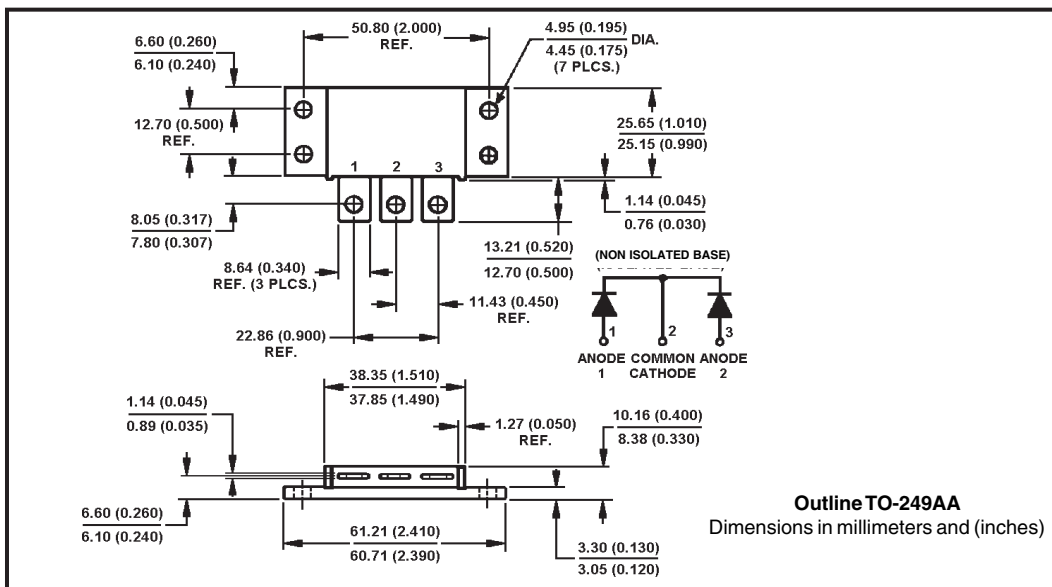 50.80 (2.000)
REF.
4.95 (0.195)
4.45 (0.175)
DIA.
(7 PLCS.)
6.60 (0.260)
6.10 (0.240)
12.70 (0.500)
REF.
25.65 (1.010)
25.15 (0.990)
1 2 3
8.05 (0.317)
7.80 (0.307)
1.14 (0.045)
0.76 (0.030)
13.21 (0.520)
12.70 (0.500)
8.64 (0.340)
REF. (3 PLCS.)
11.43 (0.450)
REF.
22.86 (0.900)
REF.
(NON ISOLATED BASE)
1 2 3
ANODE COMMON ANODE
1 CATHODE 2
38.35 (1.510)
37.85 (1.490)
1.14 (0.045)
0.89 (0.035)
1.27 (0.050)
REF.
10.16 (0.400)
8.38 (0.330)
6.60 (0.260)
6.10 (0.240)
61.21 (2.410)
60.71 (2.390)
3.30 (0.130)
3.05 (0.120)
Outline TO-249AA
Dimensions in millimeters and (inches)